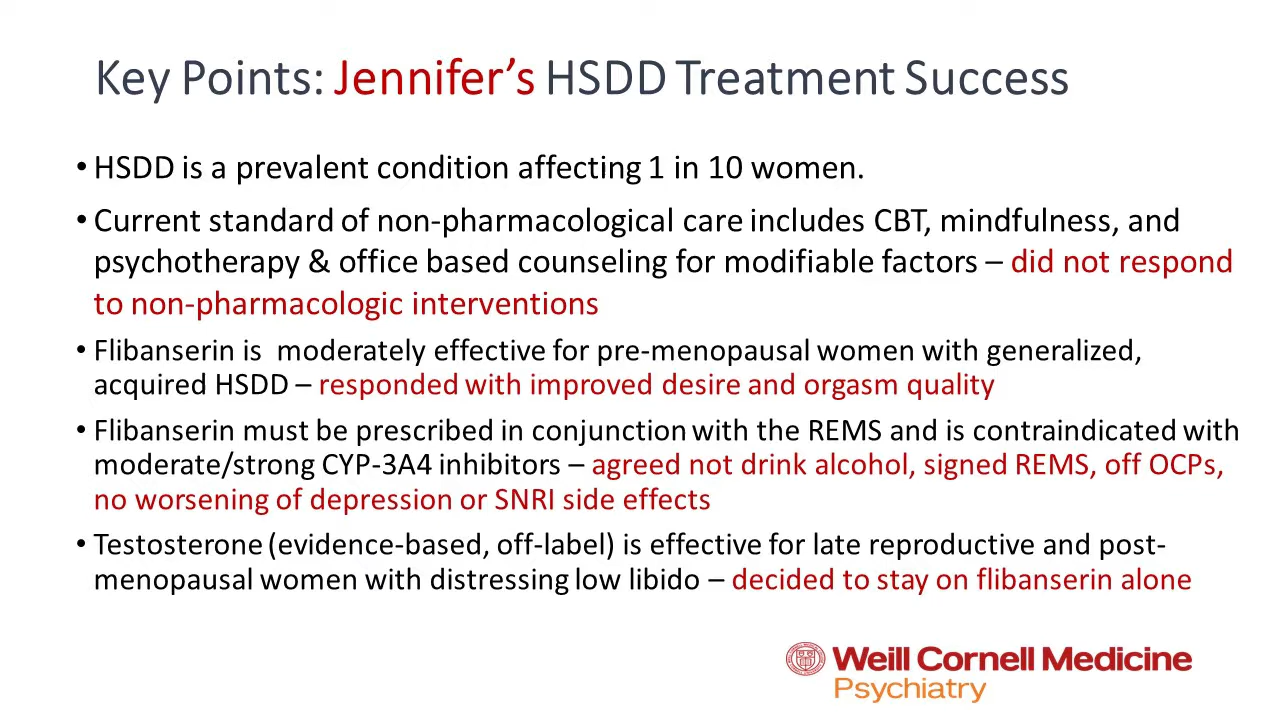 Key Points: Jennifer's HSDD Treatment Success
• HSDD is a prevalent condition affecting 1 in 10 women.
• Current standard of non-pharmacological care includes CBT, mindfulness, and
psychotherapy & office based counseling for modifiable factors – did not respond
to non-pharmacologic interventions
• Flibanserin is  moderately effective for pre-menopausal women with generalized,
acquired HSDD – responded with improved desire and orgasm quality
• Flibanserin must be prescribed in conjunction with the REMS and is contraindicated with
moderate/strong CYP-3A4 inhibitors – agreed not drink alcohol, signed REMS, off OCPs,
no worsening of depression or SNRI side effects
• Testosterone (evidence-based, off-label) is effective for late reproductive and post-
menopausal women with distressing low libido – decided to stay on flibanserin alone
Weill Cornell Medicine
Psychiatry